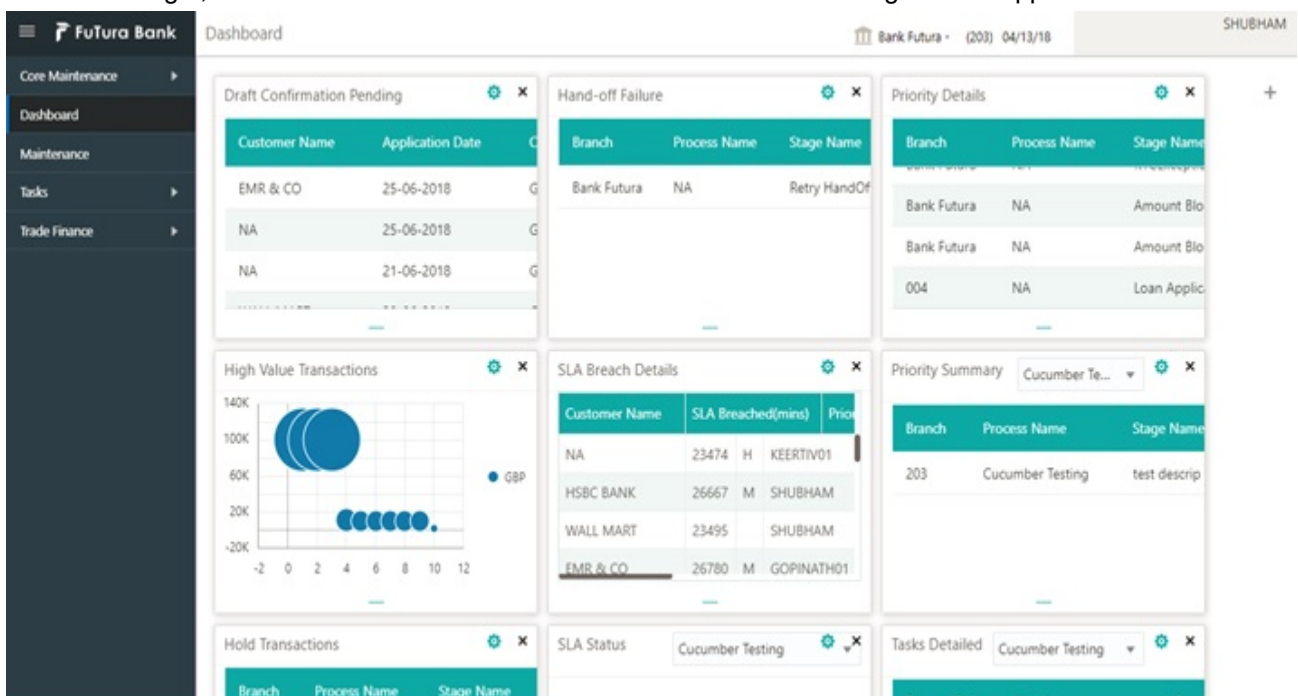 FuTura Bank
Dashboard
Bank Futura - (203) 04/13/18
SHUBHAM
Core Maintenance
Dashboard
Maintenance
Tasks
Trade Finance
Draft Confirmation Pending
Customer Name Application Date C
EMR & CO 25-06-2018 G
NA 25-06-2018 G
NA 21-06-2018 G
Hand-off Failure
Branch Process Name Stage Name
Bank Futura NA Retry HandOf
Priority Details
Branch Process Name Stage Name
Bank Futura NA Amount Blo
Bank Futura NA Amount Blo
004 NA Loan Applic
High Value Transactions
140K
100K
60K
20K
-20K
-2 0 2 4 6 8 10 12
GBP
SLA Breach Details
Customer Name SLA Breached(mins) Prior
NA 23474 H KEERTIV01
HSBC BANK 26667 M SHUBHAM
WALL MART 23495 SHUBHAM
EMR & CO 26780 M GOPINATH01
Priority Summary Cucumber Te...
Branch Process Name Stage Name
203 Cucumber Testing test descrip
Hold Transactions
Branch Process Name Stage Name
SLA Status Cucumber Testing
Tasks Detailed Cucumber Testing